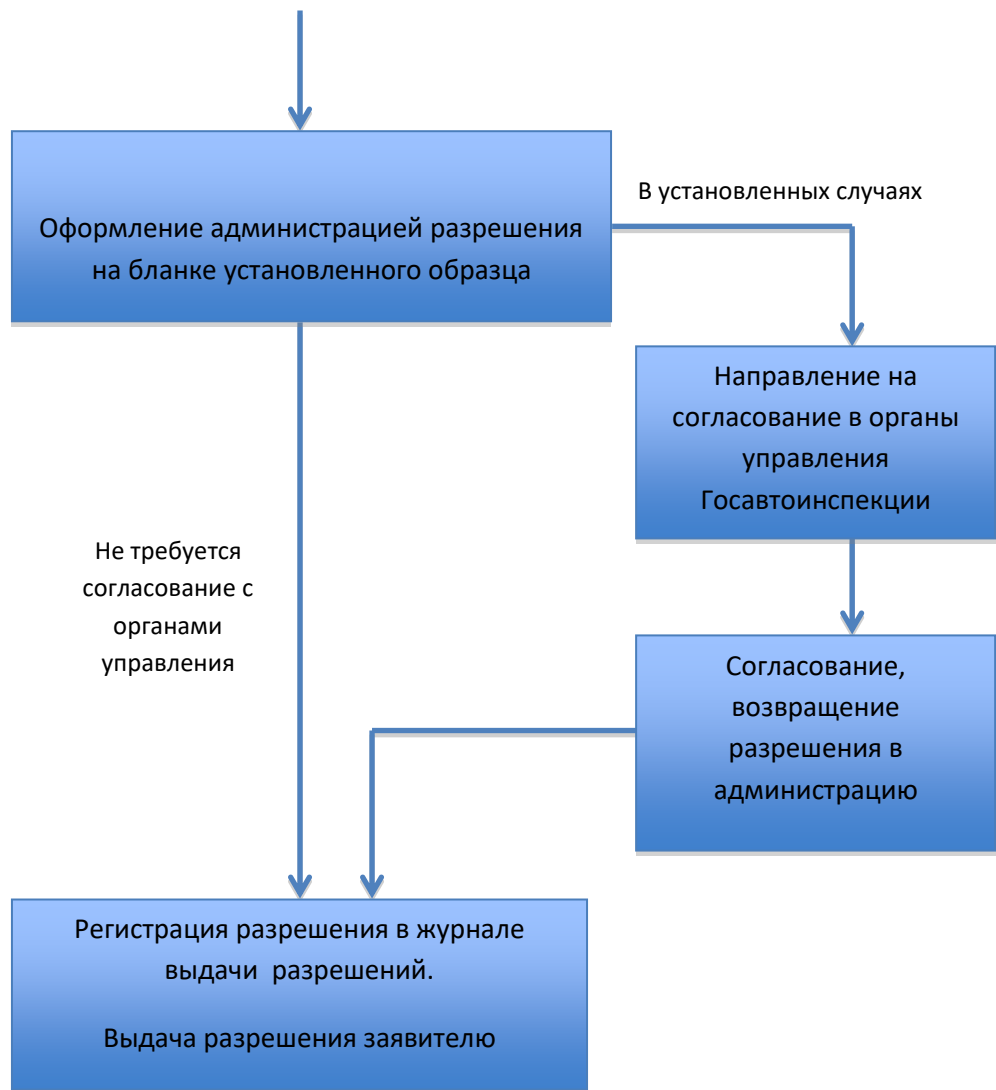 В установленных случаях
Оформление администрацией разрешения
на бланке установленного образца
Направление на
согласование в органы
управления
Госавтоинспекции
Не требуется
согласование с
органами
управления
Согласование,
возвращение
разрешения в
администрацию
Регистрация разрешения в журнале
выдачи  разрешений.
Выдача разрешения заявителю